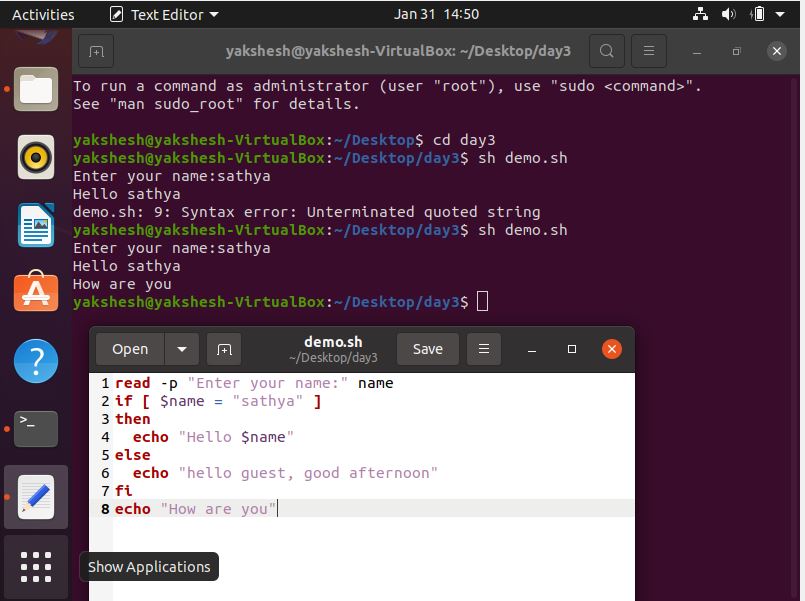 Activities Text Editor Jan 31 14:50
yakshesh@yakshesh-VirtualBox: ~/Desktop/day3
To run a command as administrator (user "root"), use "sudo <command>".
See "man sudo_root" for details.
yakshesh@yakshesh-VirtualBox:~/Desktop$ cd day3
yakshesh@yakshesh-VirtualBox:~/Desktop/day3$ sh demo.sh
Enter your name:sathya
Hello sathya
demo.sh: 9: Syntax error: Unterminated quoted string
yakshesh@yakshesh-VirtualBox:~/Desktop/day3$ sh demo.sh
Enter your name:sathya
Hello sathya
How are you
yakshesh@yakshesh-VirtualBox:~/Desktop/day3$
Open demo.sh Save
~/Desktop/day3
1 read -p "Enter your name:" name
2 if [ $name = "sathya" ]
3 then
4   echo "Hello $name"
5 else
6   echo "hello guest, good afternoon"
7 fi
8 echo "How are you"
Show Applications